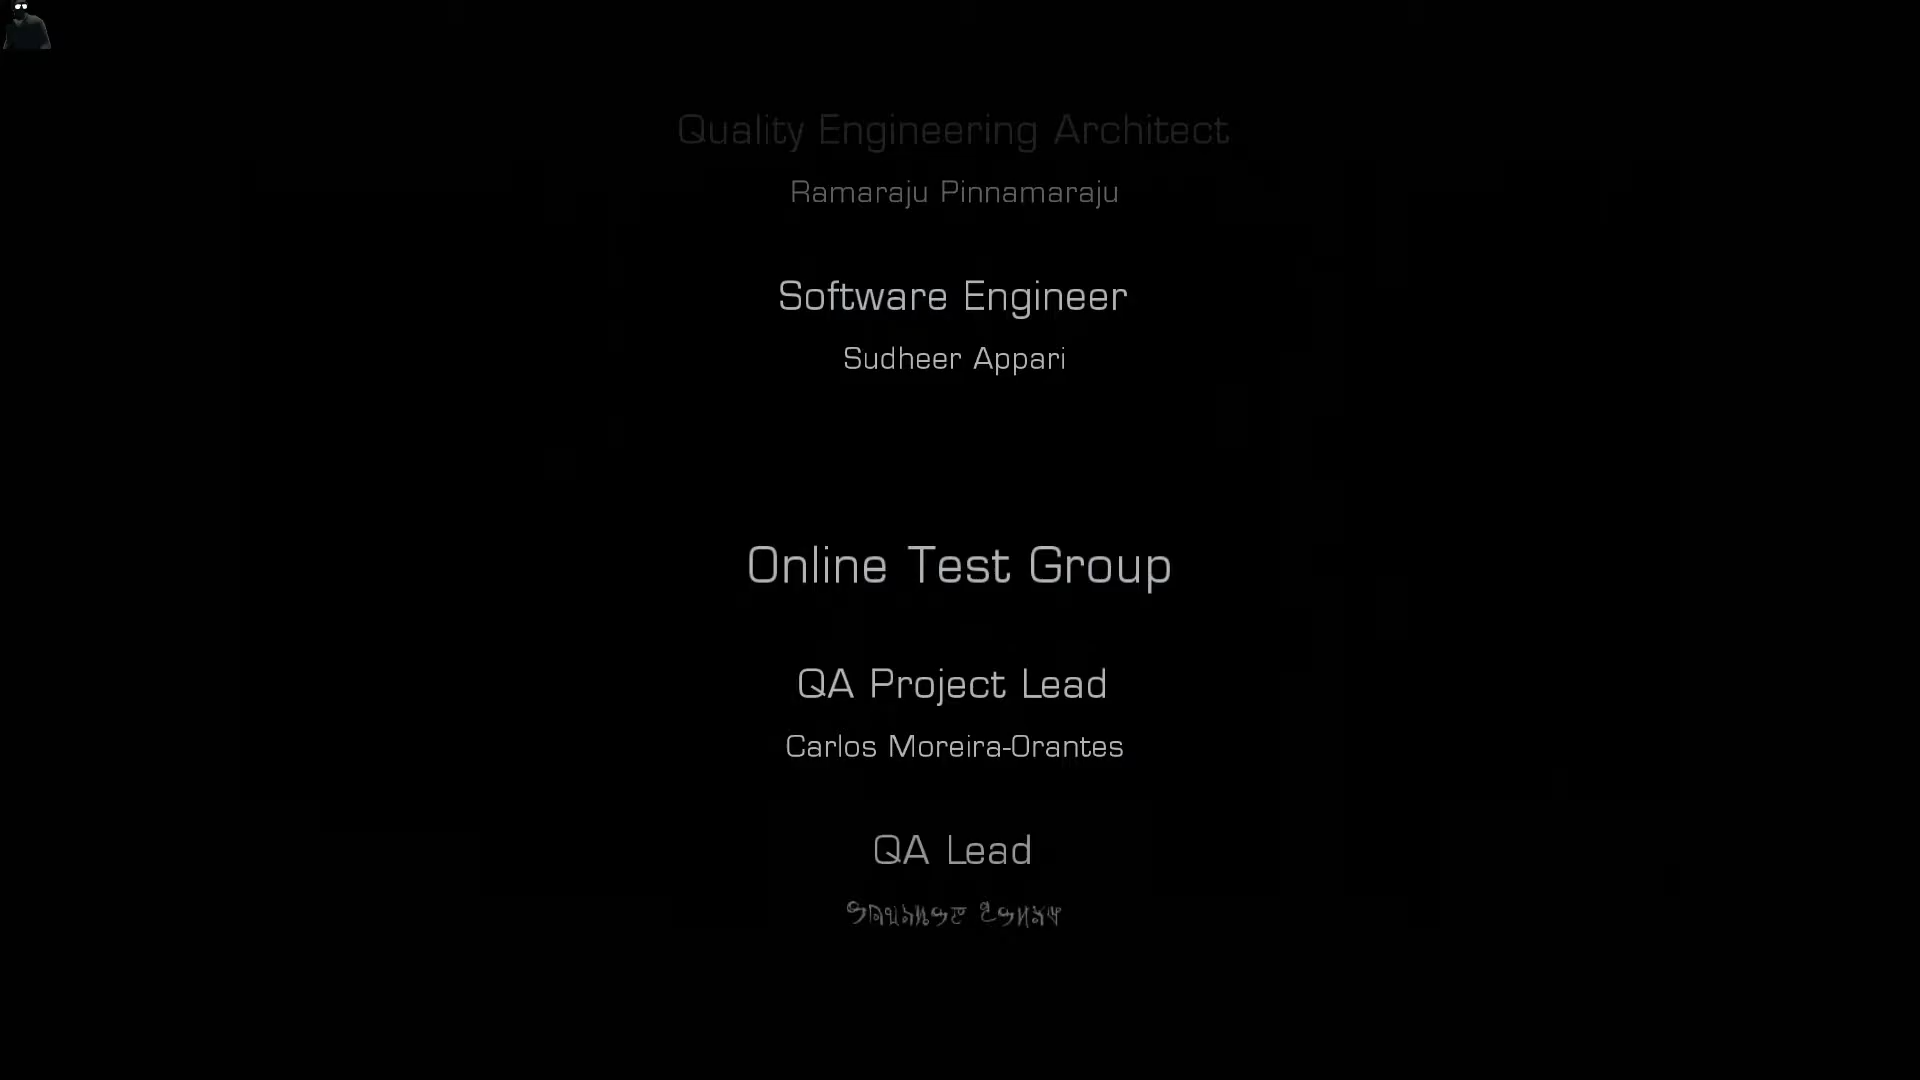 Quality Engineering Architect
Ramaraju Pinnamaraju
Software Engineer
Sudheer Appari
Online Test Group
QA Project Lead
Carlos Moreira-Orantes
QA Lead